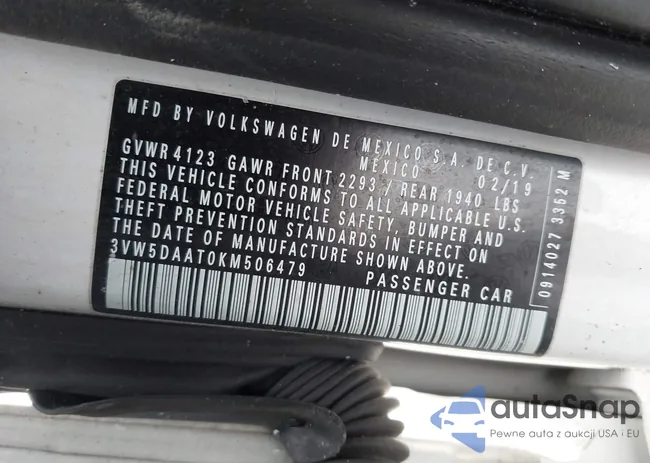 MFD BY VOLKSWAGEN DE MEXICO S.A. DE C.V.
MEXICO 02/19
GVWR 4123 GAWR FRONT 2293 / REAR 1940 LBS
THIS VEHICLE CONFORMS TO ALL APPLICABLE U.S.
FEDERAL MOTOR VEHICLE SAFETY, BUMPER AND
THEFT PREVENTION STANDARDS IN EFFECT ON
THE DATE OF MANUFACTURE SHOWN ABOVE.
3VW5DAAT0KM506479 PASSENGER CAR
0914027 3352 M
autaSnap
Pewne auta z aukcji USA i EU